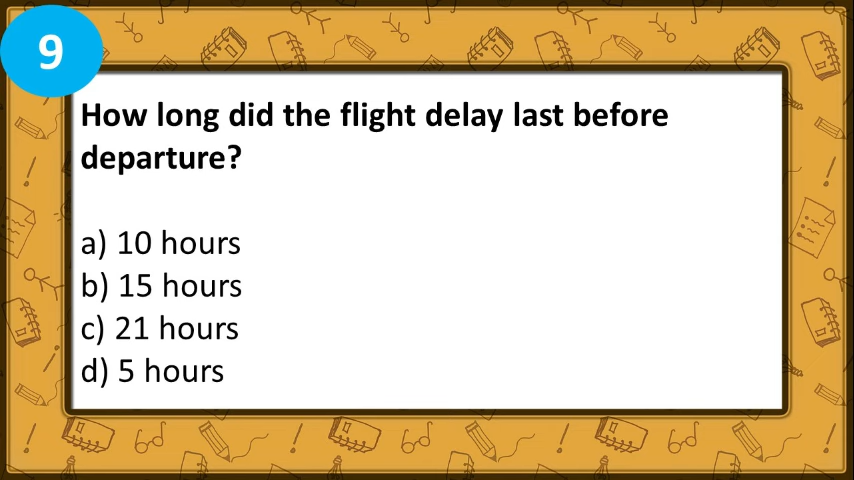 9
How long did the flight delay last before
departure?
a) 10 hours
b) 15 hours
c) 21 hours
d) 5 hours